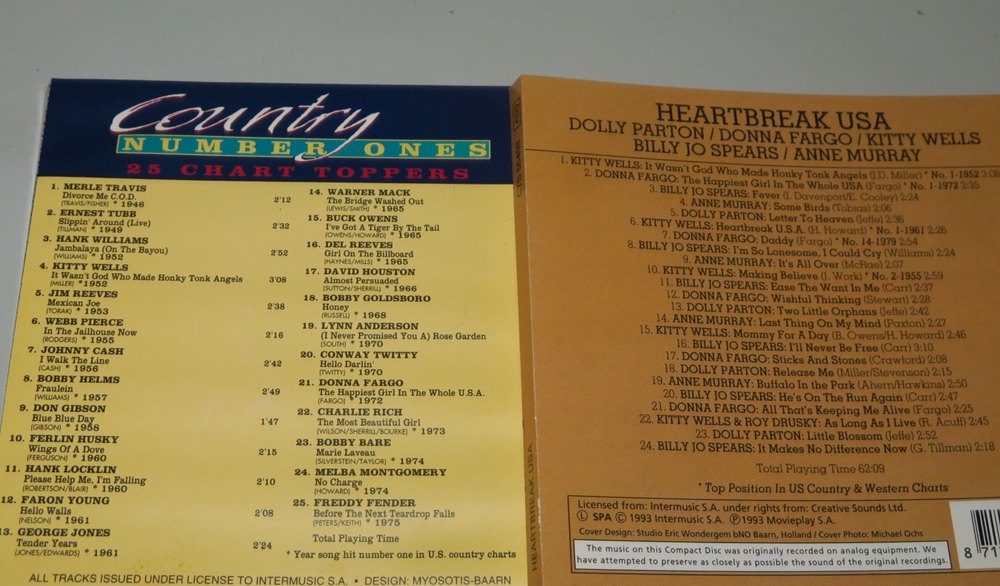 Country
NUMBER ONES
25 CHART TOPPERS
1. MERLE TRAVIS
Divorce Me C.O.D. 2'12
(TRAVIS/FISHER) * 1946
2. ERNEST TUBB
Slippin' Around (Live) 2'32
(TILLMAN) * 1949
3. HANK WILLIAMS
Jambalaya (On The Bayou) 2'52
(WILLIAMS) * 1952
4. KITTY WELLS
It Wasn't God Who Made Honky Tonk Angels 3'08
(MILLER) * 1952
5. JIM REEVES
Mexican Joe 2'38
(TORAK) * 1953
6. WEBB PIERCE
In The Jailhouse Now 2'16
(RODGERS) * 1955
7. JOHNNY CASH
I Walk The Line 2'42
(CASH) * 1956
8. BOBBY HELMS
Fraulein 2'49
(WILLIAMS) * 1957
9. DON GIBSON
Blue Blue Day 1'47
(GIBSON) * 1958
10. FERLIN HUSKY
Wings Of A Dove 2'15
(FERGUSON) * 1960
11. HANK LOCKLIN
Please Help Me, I'm Falling 2'10
(ROBERTSON/BLAIR) * 1960
12. FARON YOUNG
Hello Walls 2'08
(NELSON) * 1961
13. GEORGE JONES
Tender Years 2'24
(JONES/EDWARDS) * 1961
14. WARNER MACK
The Bridge Washed Out
(LEWIS/SMITH) * 1965
15. BUCK OWENS
I've Got A Tiger By The Tail
(OWENS/HOWARD) * 1965
16. DEL REEVES
Girl On The Billboard
(HAYNES/MILLS) * 1965
17. DAVID HOUSTON
Almost Persuaded
(SUTTON/SHERRILL) * 1966
18. BOBBY GOLDSBORO
Honey
(RUSSELL) * 1968
19. LYNN ANDERSON
(I Never Promised You A) Rose Garden
(SOUTH) * 1970
20. CONWAY TWITTY
Hello Darlin'
(TWITTY) * 1970
21. DONNA FARGO
The Happiest Girl In The Whole U.S.A.
(FARGO) * 1972
22. CHARLIE RICH
The Most Beautiful Girl
(WILSON/SHERRILL/BOURKE) * 1973
23. BOBBY BARE
Marie Laveau
(SILVERSTEIN/TAYLOR) * 1974
24. MELBA MONTGOMERY
No Charge
(HOWARD) * 1974
25. FREDDY FENDER
Before The Next Teardrop Falls
(PETERS/KEITH) * 1975
Total Playing Time
* Year song hit number one in U.S. country charts
ALL TRACKS ISSUED UNDER LICENSE TO INTERMUSIC S.A. • DESIGN: MYOSOTIS-BAARN
HEARTBREAK USA
HEARTBREAK USA
DOLLY PARTON / DONNA FARGO / KITTY WELLS
BILLY JO SPEARS / ANNE MURRAY
1. KITTY WELLS: It Wasn't God Who Made Honky Tonk Angels (J.D. Miller) * No. 1-1952 3:08
2. DONNA FARGO: The Happiest Girl In The Whole USA (Fargo) * No. 1-1972 2:35
3. BILLY JO SPEARS: Fever (J. Davenport/E. Cooley) 2:24
4. ANNE MURRAY: Some Birds (Tobias) 2:06
5. DOLLY PARTON: Letter To Heaven (Jeffe) 2:36
6. KITTY WELLS: Heartbreak U.S.A. (H. Howard) * No. 1-1961 2:26
7. DONNA FARGO: Daddy (Fargo) * No. 14-1979 2:54
8. BILLY JO SPEARS: I'm So Lonesome, I Could Cry (Williams) 2:24
9. ANNE MURRAY: It's All Over (McRae) 2:07
10. KITTY WELLS: Making Believe (J. Work) * No. 2-1955 2:59
11. BILLY JO SPEARS: Ease The Want In Me (Carr) 2:37
12. DONNA FARGO: Wishful Thinking (Stewart) 2:28
13. DOLLY PARTON: Two Little Orphans (Jeffe) 2:42
14. ANNE MURRAY: Last Thing On My Mind (Paxton) 2:27
15. KITTY WELLS: Mommy For A Day (B. Owens/H. Howard) 2:46
16. BILLY JO SPEARS: I'll Never Be Free (Carr) 3:10
17. DONNA FARGO: Sticks And Stones (Crawford) 2:08
18. DOLLY PARTON: Release Me (Miller/Stevenson) 2:15
19. ANNE MURRAY: Buffalo In the Park (Ahern/Hawkins) 2:50
20. BILLY JO SPEARS: He's On The Run Again (Carr) 2:47
21. DONNA FARGO: All That's Keeping Me Alive (Fargo) 2:25
22. KITTY WELLS & ROY DRUSKY: As Long As I Live (R. Acuff) 2:45
23. DOLLY PARTON: Little Blossom (Jeffe) 2:52
24. BILLY JO SPEARS: It Makes No Difference Now (G. Tillman) 2:18
Total Playing Time 62:09
* Top Position In US Country & Western Charts
Licensed from: Intermusic S.A. under rights from: Creative Sounds Ltd.
Ⓛ SPA Ⓒ 1993 Intermusic S.A. Ⓟ 1993 Movieplay S.A.
Cover Design: Studio Eric Wondergem bNO Baarn, Holland / Cover Photo: Michael Ochs
The music on this Compact Disc was originally recorded on analog equipment. We
have attempted to preserve as closely as possible the sound of the original recordings.
8 71